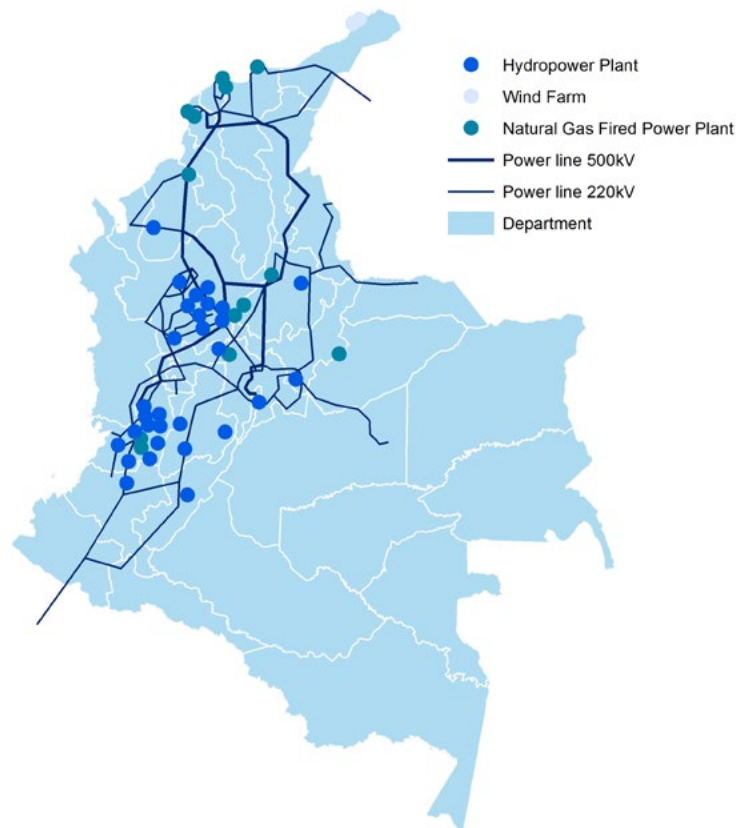 Hydropower Plant
Wind Farm
Natural Gas Fired Power Plant
Power line 500kV
Power line 220kV
Department